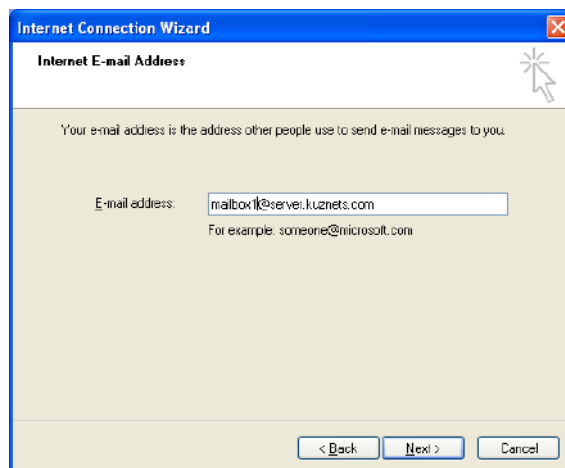 Internet Connection Wizard
Internet E-mail Address
Your e-mail address is the address other people use to send e-mail messages to you.
E-mail address: mailbox1@server.kuznets.com
For example: someone@microsoft.com
< Back Next > Cancel